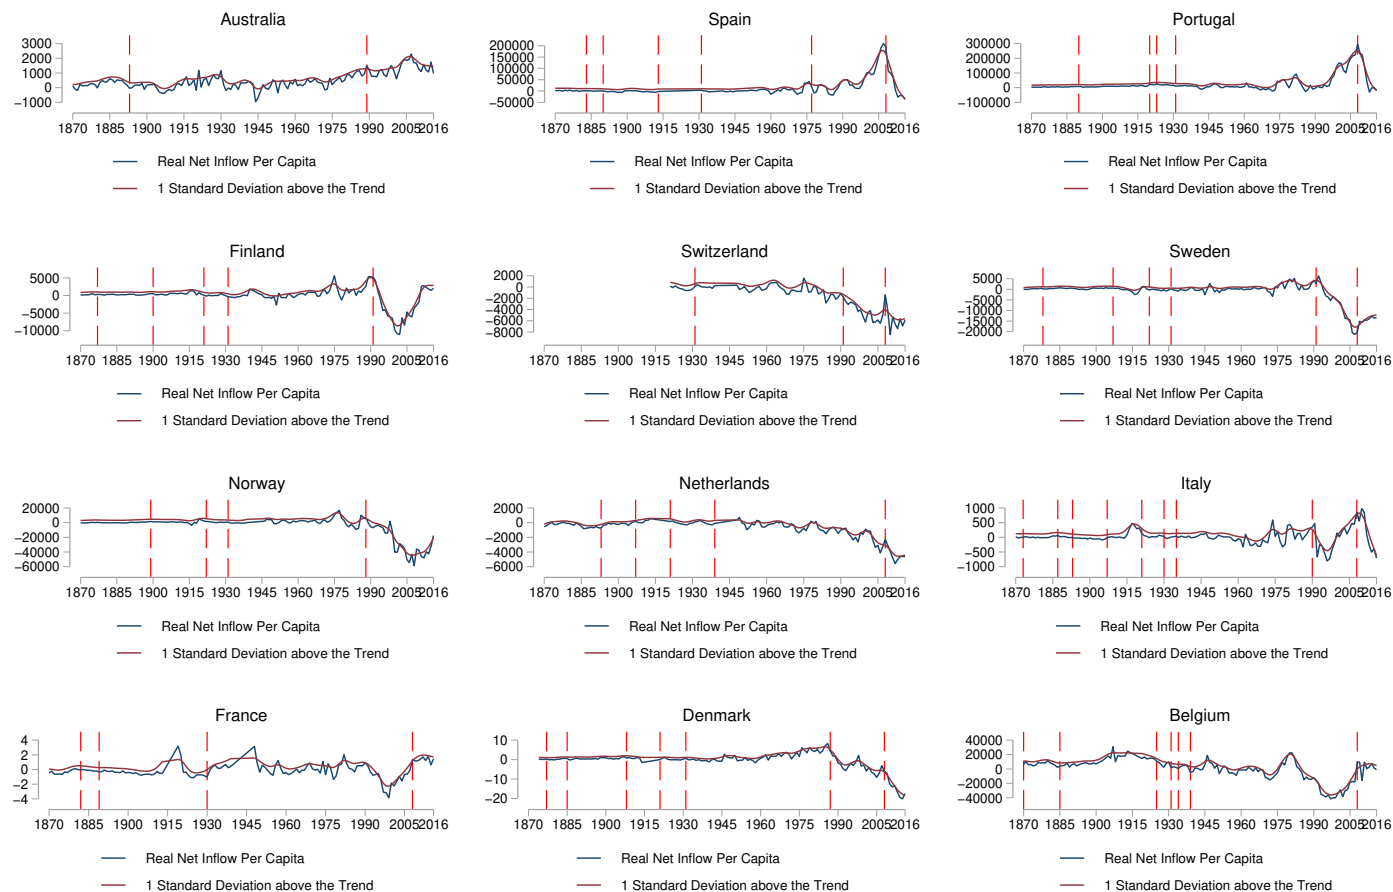 Australia
3000
2000
1000
0
−1000
1870 1885 1900 1915 1930 1945 1960 1975 1990 2005 2016
Real Net Inflow Per Capita
1 Standard Deviation above the Trend
Spain
200000
150000
100000
50000
0
−50000
1870 1885 1900 1915 1930 1945 1960 1975 1990 2005 2016
Real Net Inflow Per Capita
1 Standard Deviation above the Trend
Portugal
300000
200000
100000
0
−100000
1870 1885 1900 1915 1930 1945 1960 1975 1990 2005 2016
Real Net Inflow Per Capita
1 Standard Deviation above the Trend
Finland
5000
0
−5000
−10000
1870 1885 1900 1915 1930 1945 1960 1975 1990 2005 2016
Real Net Inflow Per Capita
1 Standard Deviation above the Trend
Switzerland
2000
0
−2000
−4000
−6000
−8000
1870 1885 1900 1915 1930 1945 1960 1975 1990 2005 2016
Real Net Inflow Per Capita
1 Standard Deviation above the Trend
Sweden
5000
0
−5000
−10000
−15000
−20000
1870 1885 1900 1915 1930 1945 1960 1975 1990 2005 2016
Real Net Inflow Per Capita
1 Standard Deviation above the Trend
Norway
20000
0
−20000
−40000
−60000
1870 1885 1900 1915 1930 1945 1960 1975 1990 2005 2016
Real Net Inflow Per Capita
1 Standard Deviation above the Trend
Netherlands
2000
0
−2000
−4000
−6000
1870 1885 1900 1915 1930 1945 1960 1975 1990 2005 2016
Real Net Inflow Per Capita
1 Standard Deviation above the Trend
Italy
1000
500
0
−500
−1000
1870 1885 1900 1915 1930 1945 1960 1975 1990 2005 2016
Real Net Inflow Per Capita
1 Standard Deviation above the Trend
France
4
2
0
−2
−4
1870 1885 1900 1915 1930 1945 1960 1975 1990 2005 2016
Real Net Inflow Per Capita
1 Standard Deviation above the Trend
Denmark
10
0
−10
−20
1870 1885 1900 1915 1930 1945 1960 1975 1990 2005 2016
Real Net Inflow Per Capita
1 Standard Deviation above the Trend
Belgium
40000
20000
0
−20000
−40000
1870 1885 1900 1915 1930 1945 1960 1975 1990 2005 2016
Real Net Inflow Per Capita
1 Standard Deviation above the Trend